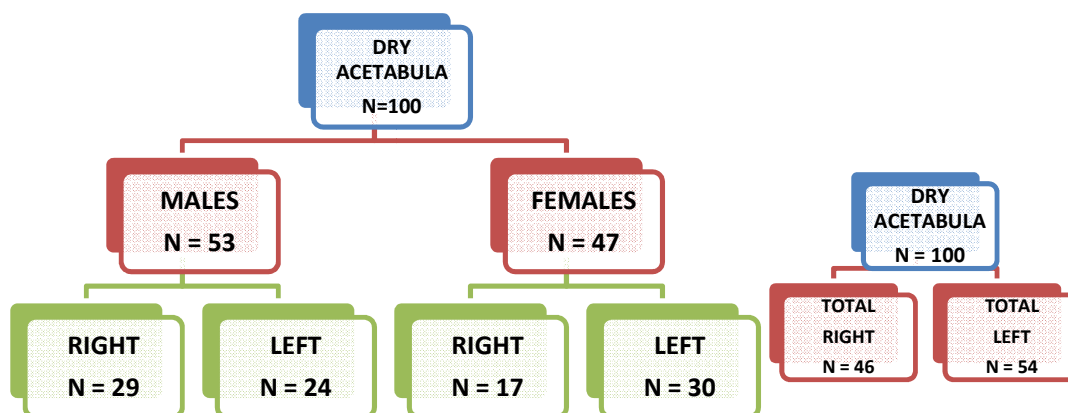 DRY
ACETABULA
N=100
MALES
N = 53
FEMALES
N = 47
RIGHT
N = 29
LEFT
N = 24
RIGHT
N = 17
LEFT
N = 30
DRY
ACETABULA
N = 100
TOTAL
RIGHT
N = 46
TOTAL
LEFT
N = 54